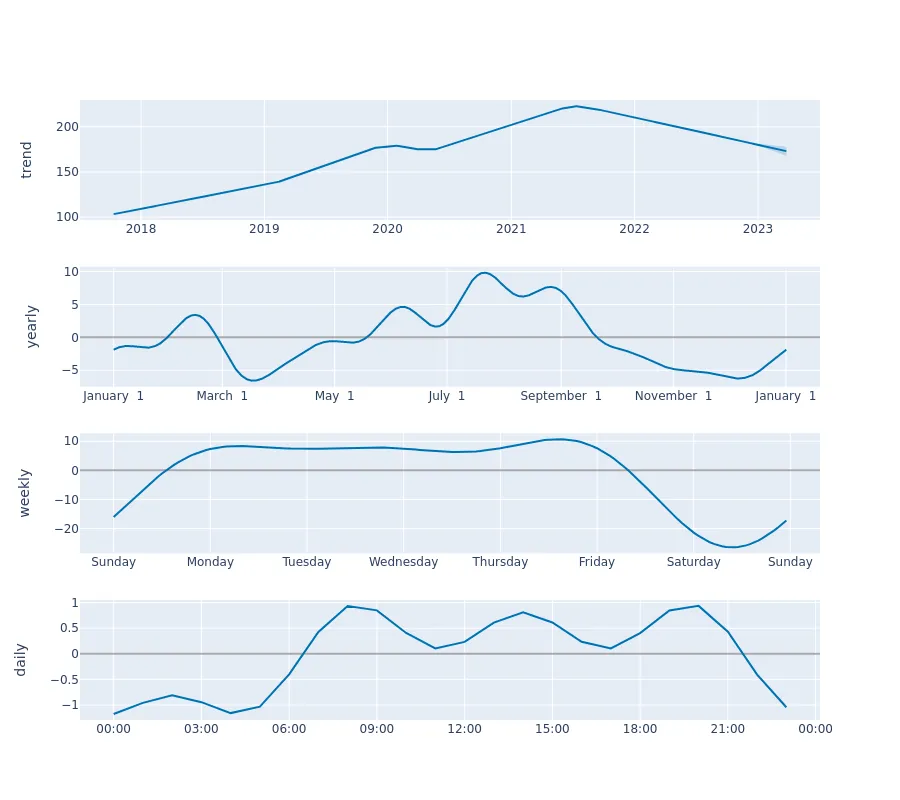 trend
200
150
100
2018 2019 2020 2021 2022 2023
yearly
10
5
0
−5
January 1 March 1 May 1 July 1 September 1 November 1 January 1
weekly
10
0
−10
−20
Sunday Monday Tuesday Wednesday Thursday Friday Saturday Sunday
daily
1
0.5
0
−0.5
−1
00:00 03:00 06:00 09:00 12:00 15:00 18:00 21:00 00:00